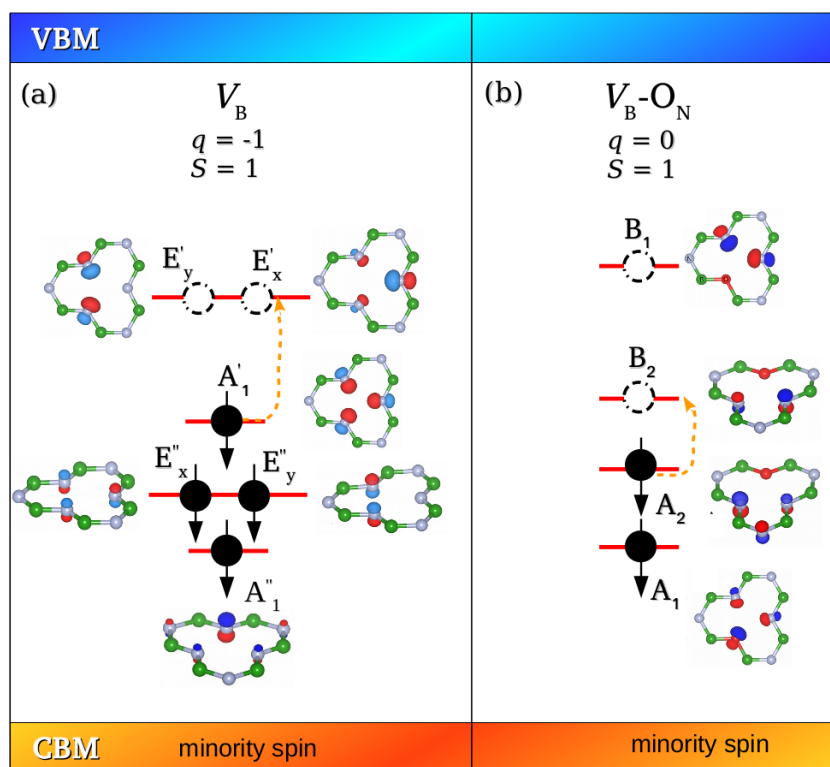 VBM
(a)
V_B
q = -1
S = 1
E'_y
E'_x
A'_1
E''_x
E''_y
A''_1
(b)
V_B-O_N
q = 0
S = 1
B_1
B_2
A_2
A_1
CBM
minority spin
minority spin